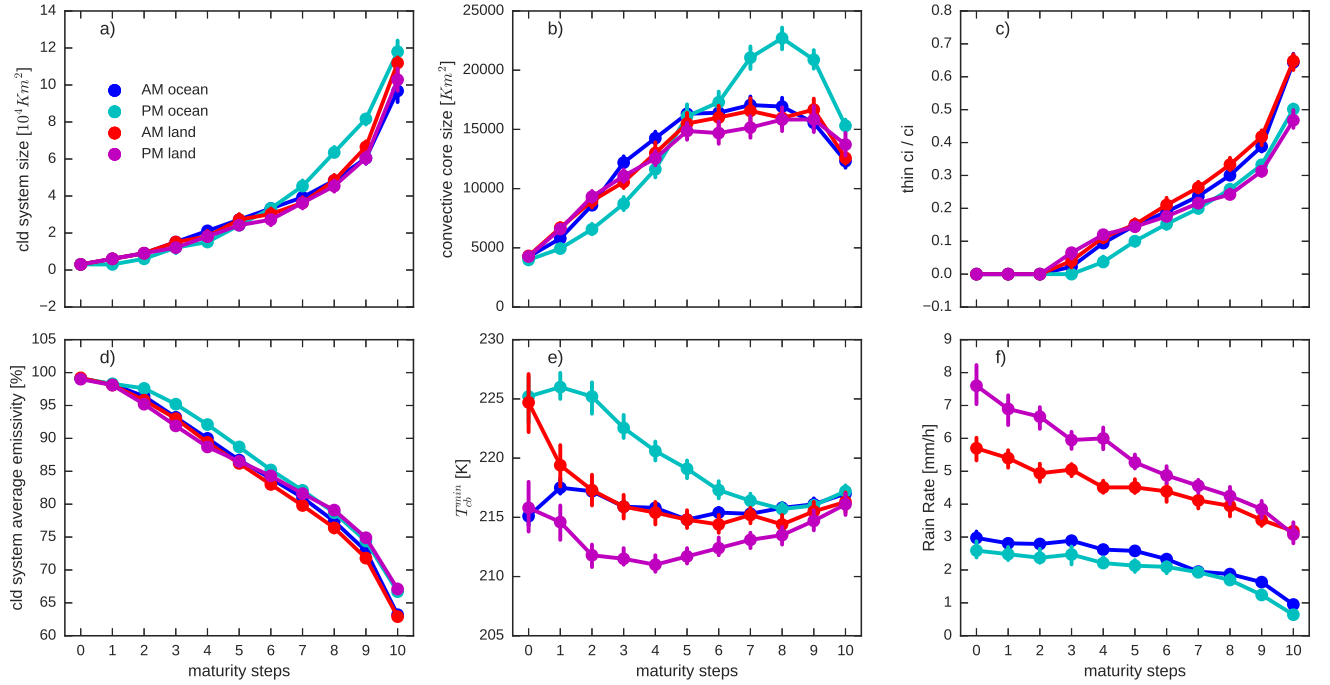 a)
cld system size [10⁴ Km²]
14
12
10
8
6
4
2
0
−2
AM ocean
PM ocean
AM land
PM land
b)
convective core size [Km²]
25000
20000
15000
10000
5000
0
c)
thin ci / ci
0.8
0.7
0.6
0.5
0.4
0.3
0.2
0.1
0.0
−0.1
d)
cld system average emissivity [%]
105
100
95
90
85
80
75
70
65
60
0 1 2 3 4 5 6 7 8 9 10
maturity steps
e)
T_cb^min [K]
230
225
220
215
210
205
0 1 2 3 4 5 6 7 8 9 10
maturity steps
f)
Rain Rate [mm/h]
9
8
7
6
5
4
3
2
1
0
0 1 2 3 4 5 6 7 8 9 10
maturity steps